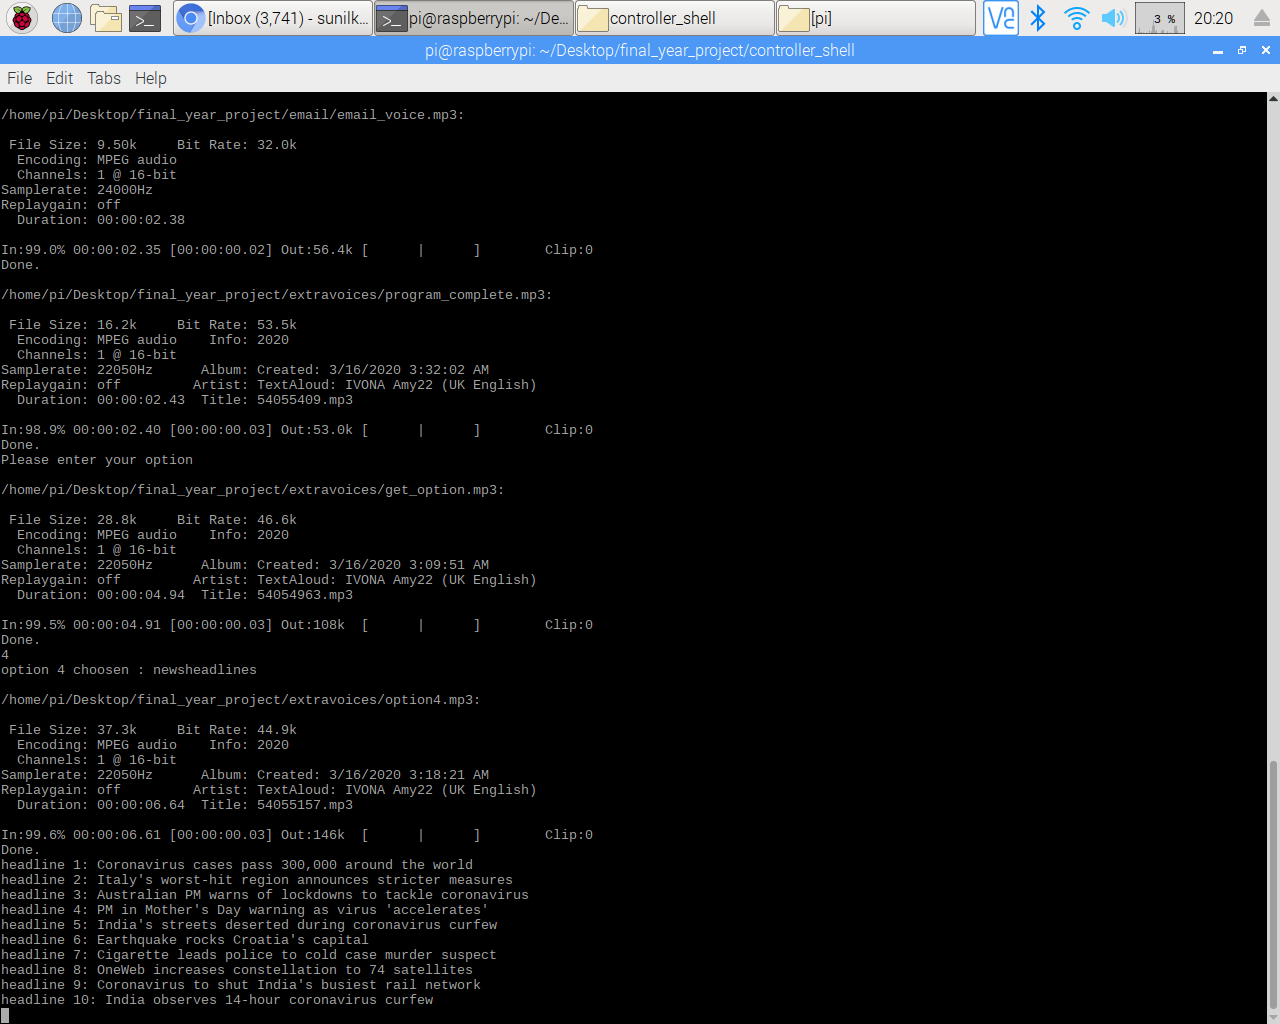 [Inbox (3,741) - sunilk... pi@raspberrypi: ~/De... controller_shell [pi] 3 % 20:20
pi@raspberrypi: ~/Desktop/final_year_project/controller_shell
File Edit Tabs Help
/home/pi/Desktop/final_year_project/email/email_voice.mp3:
File Size: 9.50k Bit Rate: 32.0k
Encoding: MPEG audio
Channels: 1 @ 16-bit
Samplerate: 24000Hz
Replaygain: off
Duration: 00:00:02.38
In:99.0% 00:00:02.35 [00:00:00.02] Out:56.4k [ | ] Clip:0
Done.
/home/pi/Desktop/final_year_project/extravoices/program_complete.mp3:
File Size: 16.2k Bit Rate: 53.5k
Encoding: MPEG audio Info: 2020
Channels: 1 @ 16-bit
Samplerate: 22050Hz Album: Created: 3/16/2020 3:32:02 AM
Replaygain: off Artist: TextAloud: IVONA Amy22 (UK English)
Duration: 00:00:02.43 Title: 54055409.mp3
In:98.9% 00:00:02.40 [00:00:00.03] Out:53.0k [ | ] Clip:0
Done.
Please enter your option
/home/pi/Desktop/final_year_project/extravoices/get_option.mp3:
File Size: 28.8k Bit Rate: 46.6k
Encoding: MPEG audio Info: 2020
Channels: 1 @ 16-bit
Samplerate: 22050Hz Album: Created: 3/16/2020 3:09:51 AM
Replaygain: off Artist: TextAloud: IVONA Amy22 (UK English)
Duration: 00:00:04.94 Title: 54054963.mp3
In:99.5% 00:00:04.91 [00:00:00.03] Out:108k [ | ] Clip:0
Done.
4
option 4 choosen : newsheadlines
/home/pi/Desktop/final_year_project/extravoices/option4.mp3:
File Size: 37.3k Bit Rate: 44.9k
Encoding: MPEG audio Info: 2020
Channels: 1 @ 16-bit
Samplerate: 22050Hz Album: Created: 3/16/2020 3:18:21 AM
Replaygain: off Artist: TextAloud: IVONA Amy22 (UK English)
Duration: 00:00:06.64 Title: 54055157.mp3
In:99.6% 00:00:06.61 [00:00:00.03] Out:146k [ | ] Clip:0
Done.
headline 1: Coronavirus cases pass 300,000 around the world
headline 2: Italy's worst-hit region announces stricter measures
headline 3: Australian PM warns of lockdowns to tackle coronavirus
headline 4: PM in Mother's Day warning as virus 'accelerates'
headline 5: India's streets deserted during coronavirus curfew
headline 6: Earthquake rocks Croatia's capital
headline 7: Cigarette leads police to cold case murder suspect
headline 8: OneWeb increases constellation to 74 satellites
headline 9: Coronavirus to shut India's busiest rail network
headline 10: India observes 14-hour coronavirus curfew